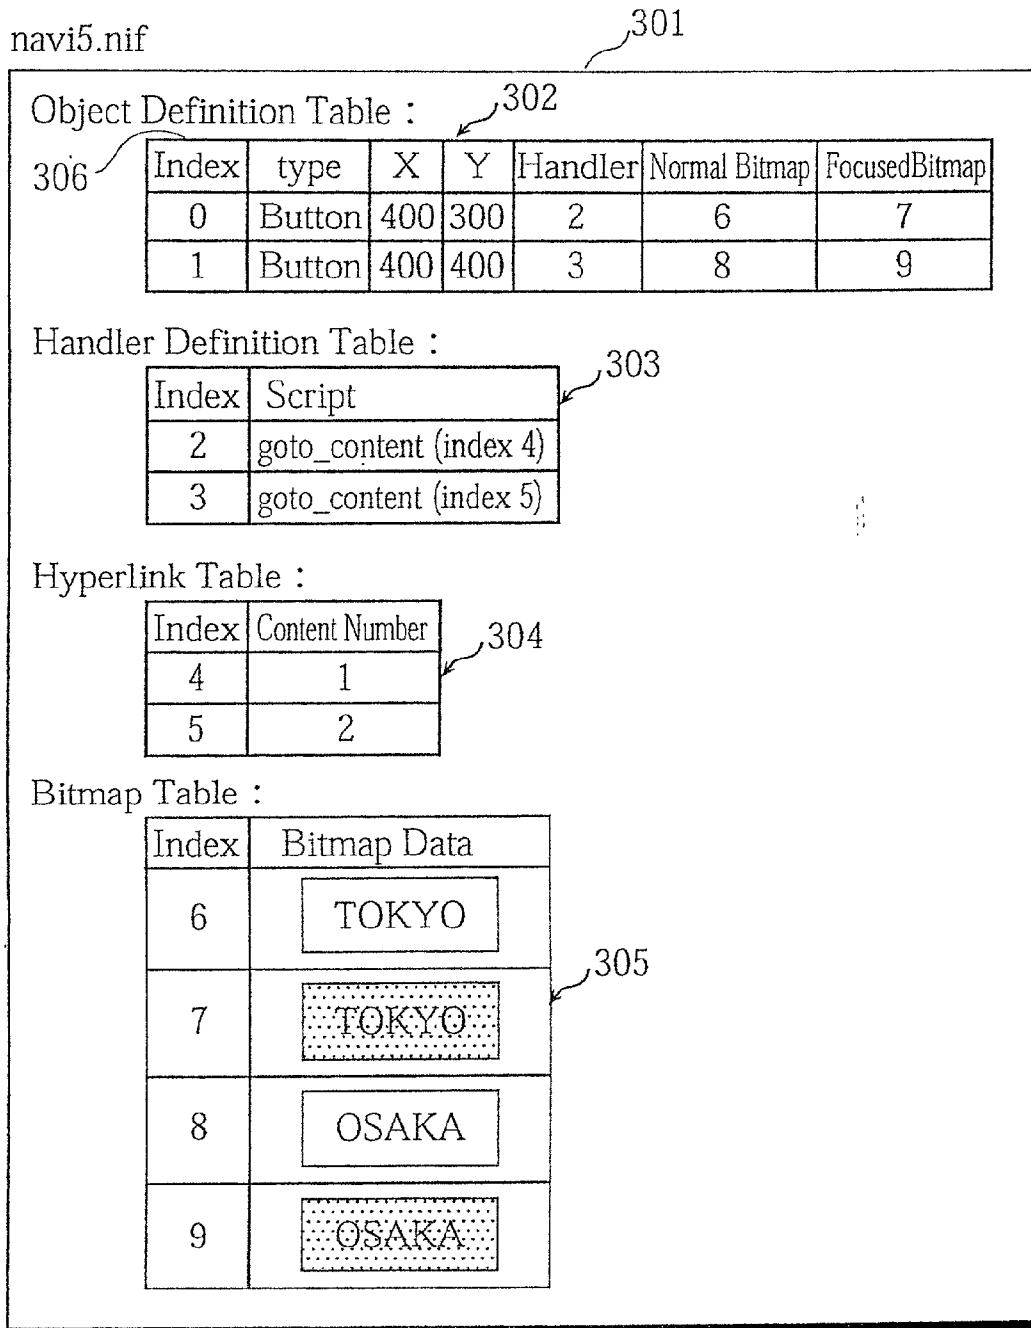 navi5.nif
301
Object Definition Table :
302
306
Index type X Y Handler Normal Bitmap FocusedBitmap
0 Button 400 300 2 6 7
1 Button 400 400 3 8 9
Handler Definition Table :
303
Index Script
2 goto_content (index 4)
3 goto_content (index 5)
Hyperlink Table :
304
Index Content Number
4 1
5 2
Bitmap Table :
Index Bitmap Data
6 TOKYO
305
7 TOKYO
8 OSAKA
9 OSAKA